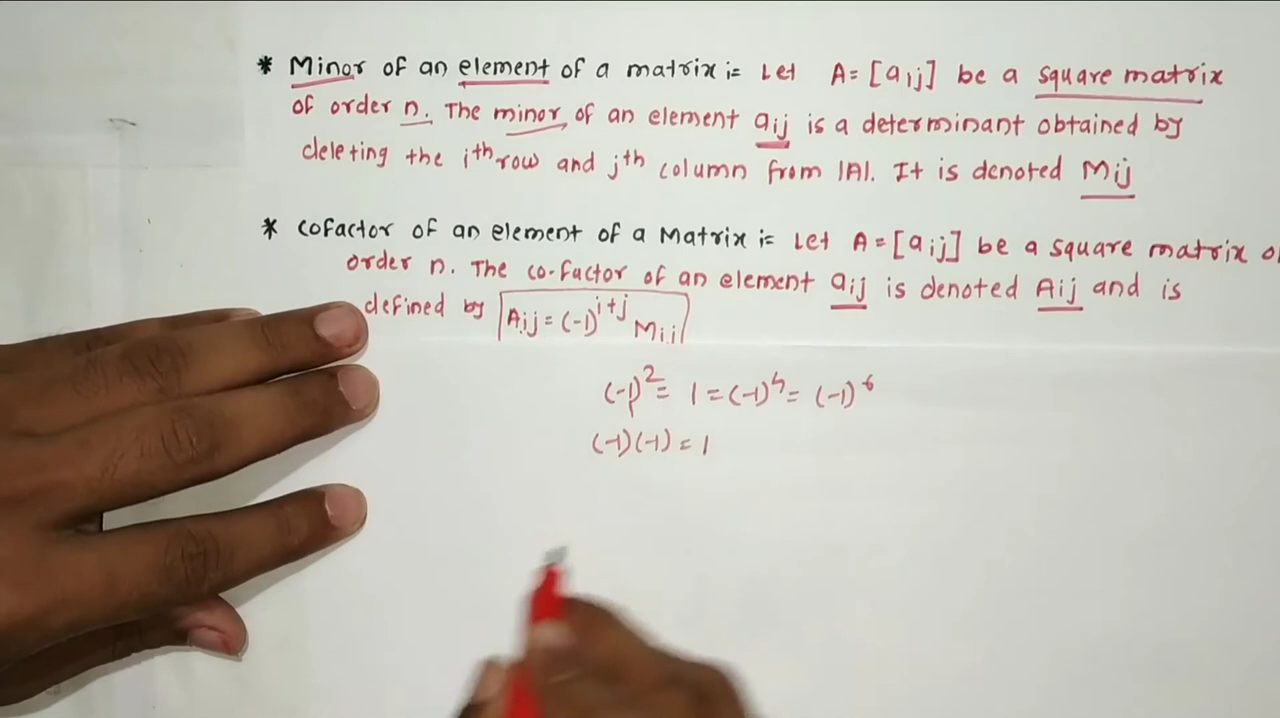 * Minor of an element of a matrix:- Let A = [aij] be a square matrix
of order n. The minor of an element aij is a determinant obtained by
deleting the ith row and jth column from |A|. It is denoted Mij
* Cofactor of an element of a Matrix:- Let A = [aij] be a square matrix of
order n. The co-factor of an element aij is denoted Aij and is
defined by Aij = (-1)^i+j Mij
(-1)^2 = 1 = (-1)^4 = (-1)^6
(-1)(-1) = 1